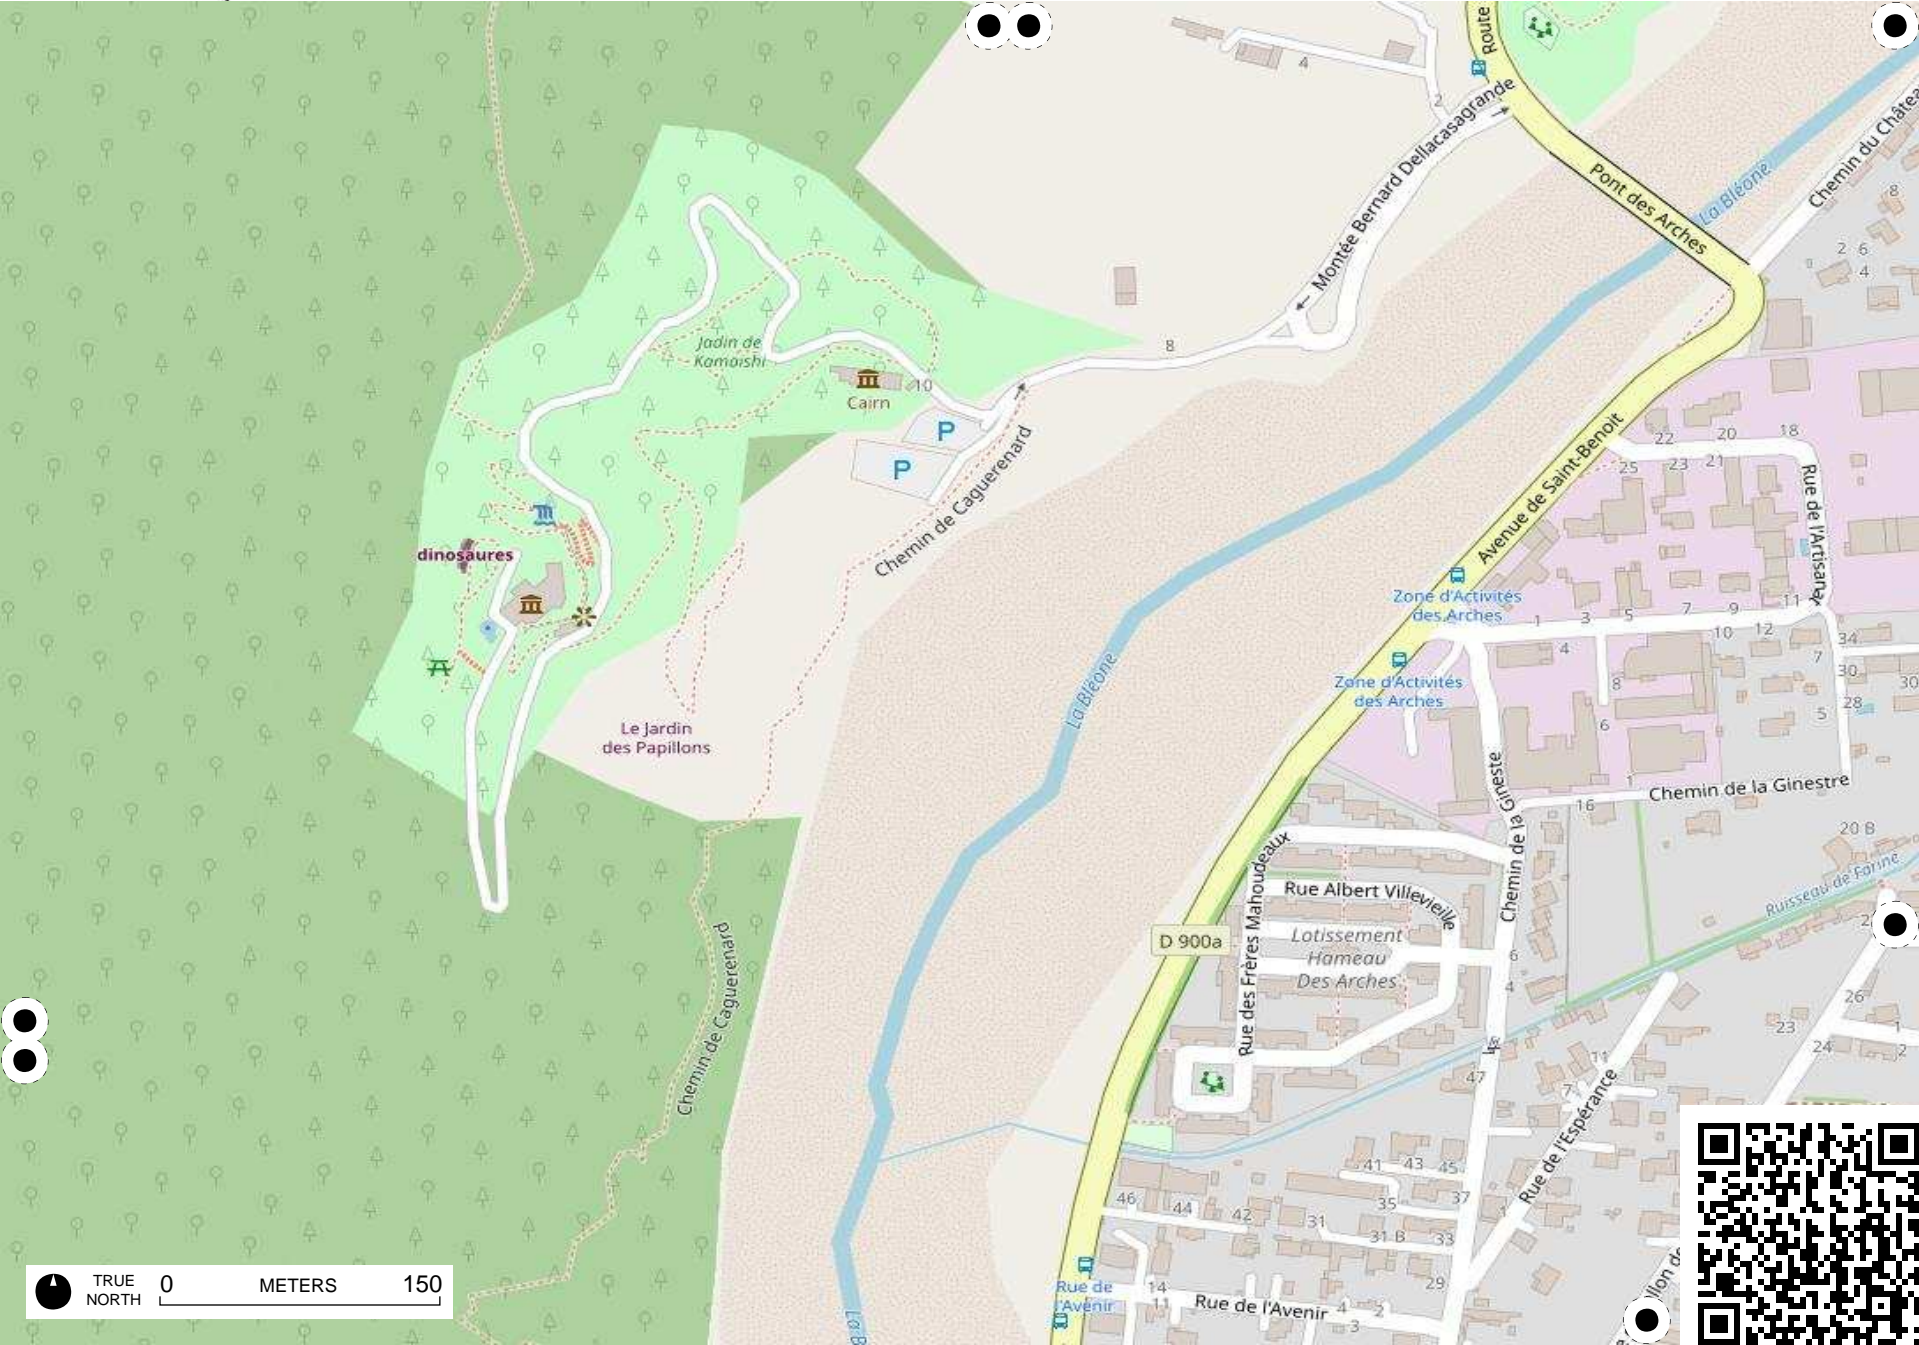 Route
4
2
Montée Bernard Dellacasagrande
Pont des Arches
La Bléone
8
2 6
9
4
Jadin de
Kamaishi
10
Cairn
P
P
8
Chemin de Caguerenard
Avenue de Saint-Benoit
22
20
18
25
23
21
Rue de l'Artisanat
dinosaures
Zone d'Activités
des Arches
1
3
5
7
9
11
4
10
12
34
7
30
30
28
5
8
6
Zone d'Activités
des Arches
La Bléone
Le Jardin
des Papillons
Chemin de la Gineste
1
16
Chemin de la Ginestre
20 B
Ruisseau de Farine
Rue des Frères Mahoudeaux
Rue Albert Villevieille
Chemin de la
D 900a
Lotissement
Hameau
Des Arches
6
4
26
23
1
24
2
Chemin de Caguerenard
47
11
7
Rue de l'Espérance
41
43
45
46
44
42
35
37
31
31 B
33
1
29
Rue de
l'Avenir
14
11
Rue de l'Avenir
4
2
3
La B
TRUE
NORTH
0 METERS 150